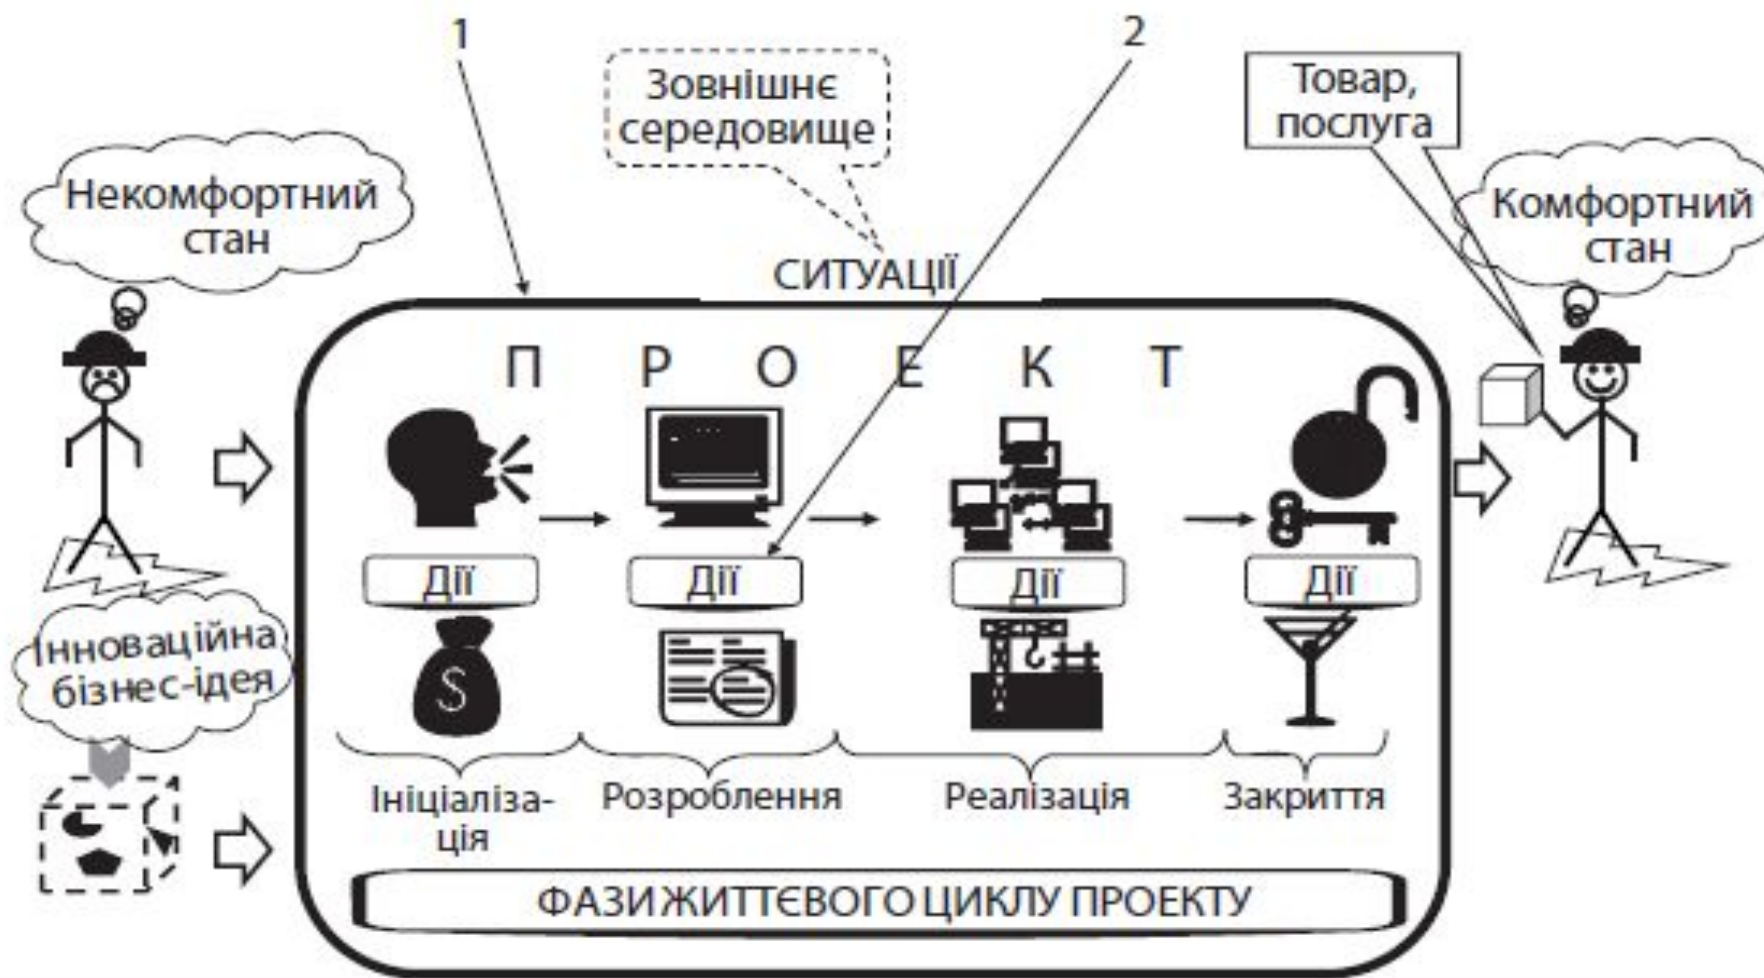 1
2
Зовнішнє
середовище
Товар,
послуга
Некомфортний
стан
Комфортний
стан
СИТУАЦІЇ
П Р О Е К Т
Дії
Дії
Дії
Дії
Інноваційна
бізнес-ідея
$
Ініціаліза-
ція
Розроблення
Реалізація
Закриття
ФАЗИ ЖИТТЄВОГО ЦИКЛУ ПРОЕКТУ